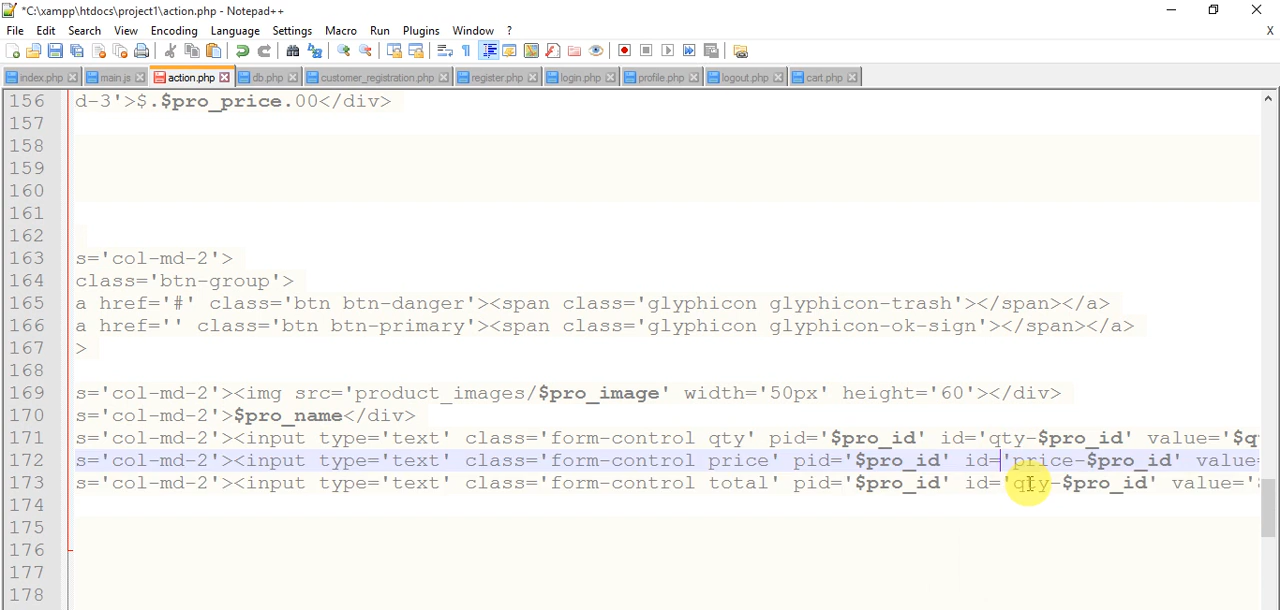 *C:\xampp\htdocs\project1\action.php - Notepad++
File Edit Search View Encoding Language Settings Macro Run Plugins Window ? X
index.php main.js action.php db.php customer_registration.php register.php login.php profile.php logout.php cart.php
156 d-3'>$.$pro_price.00</div>
157
158
159
160
161
162
163 s='col-md-2'>
164 class='btn-group'>
165 a href='#' class='btn btn-danger'><span class='glyphicon glyphicon-trash'></span></a>
166 a href='' class='btn btn-primary'><span class='glyphicon glyphicon-ok-sign'></span></a>
167 >
168
169 s='col-md-2'><img src='product_images/$pro_image' width='50px' height='60'></div>
170 s='col-md-2'>$pro_name</div>
171 s='col-md-2'><input type='text' class='form-control qty' pid='$pro_id' id='qty-$pro_id' value='$q
172 s='col-md-2'><input type='text' class='form-control price' pid='$pro_id' id='price-$pro_id' value=
173 s='col-md-2'><input type='text' class='form-control total' pid='$pro_id' id='qty-$pro_id' value='
174
175
176
177
178